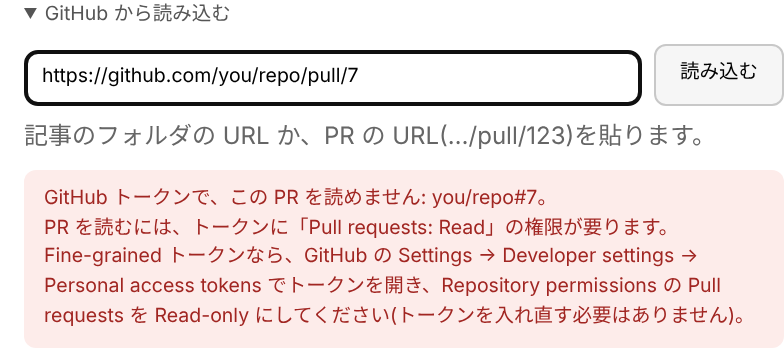 ▼ GitHub から読み込む
https://github.com/you/repo/pull/7
読み込む
記事のフォルダの URL か、PR の URL(.../pull/123)を貼ります。
GitHub トークンで、この PR を読めません: you/repo#7。
PR を読むには、トークンに「Pull requests: Read」の権限が要ります。
Fine-grained トークンなら、GitHub の Settings → Developer settings →
Personal access tokens でトークンを開き、Repository permissions の Pull
requests を Read-only にしてください(トークンを入れ直す必要はありません)。